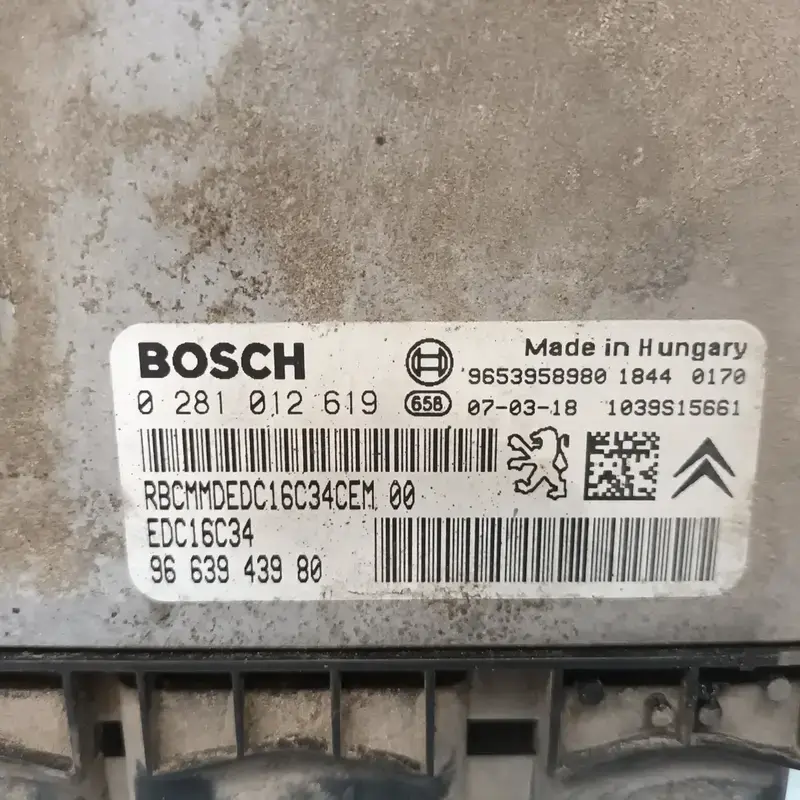 BOSCH
Made in Hungary
9653958980 1844 0170
0 281 012 619
658 07-03-18 1039S15661
RBCMMDEDC16C34CEM 00
EDC16C34
96 639 439 80